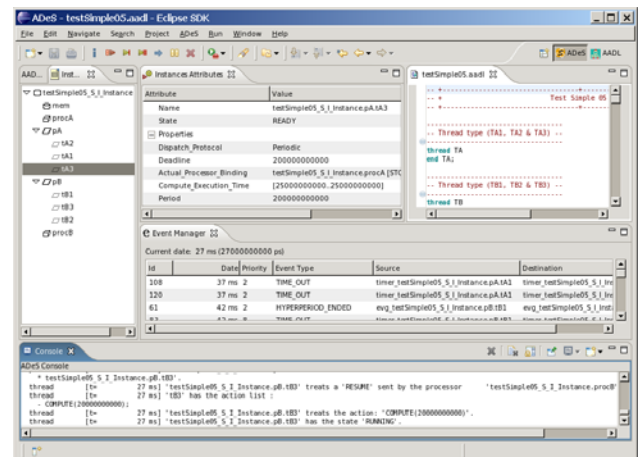 ADeS - testSimple05.aadl - Eclipse SDK
File Edit Navigate Search Project ADeS Run Window Help
ADeS AADL
AAD... Inst...
testSimple05_S_I_Instance
mem
procA
pA
tA2
tA1
tA3
pB
tB1
tB3
tB2
procB
Instances Attributes
Attribute Value
Name testSimple05_S_I_Instance.pA.tA3
State READY
Properties
Dispatch_Protocol Periodic
Deadline 200000000000
Actual_Processor_Binding testSimple05_S_I_Instance.procA [STO
Compute_Execution_Time [25000000000..25000000000]
Period 200000000000
testSimple05.aadl
-- Test Simple 05
-- Thread type (TA1, TA2 & TA3) --
thread TA
end TA;
-- Thread type (TB1, TB2 & TB3) --
thread TB
Event Manager
Current date: 27 ms (27000000000 ps)
Id Date Priority Event Type Source Destination
108 37 ms 2 TIME_OUT timer_testSimple05_S_I_Instance.pA.tA1 timer_testSimple05_S_I_Ins
120 37 ms 2 TIME_OUT timer_testSimple05_S_I_Instance.pA.tA1 timer_testSimple05_S_I_Ins
61 42 ms 2 HYPERPERIOD_ENDED evg_testSimple05_S_I_Instance.pB.tB1 evg_testSimple05_S_I_Insta
Console
ADeS Console
* testSimple05_S_I_Instance.pB.tB3'.
thread [t= 27 ms] 'testSimple05_S_I_Instance.pB.tB3' treats a 'RESUME' sent by the processor 'testSimple05_S_I_Instance.procB'
thread [t= 27 ms] 'tB3' has the action list :
- COMPUTE(20000000000);
thread [t= 27 ms] 'testSimple05_S_I_Instance.pB.tB3' treats the action: 'COMPUTE(20000000000)'.
thread [t= 27 ms] 'testSimple05_S_I_Instance.pB.tB3' has the state 'RUNNING'.